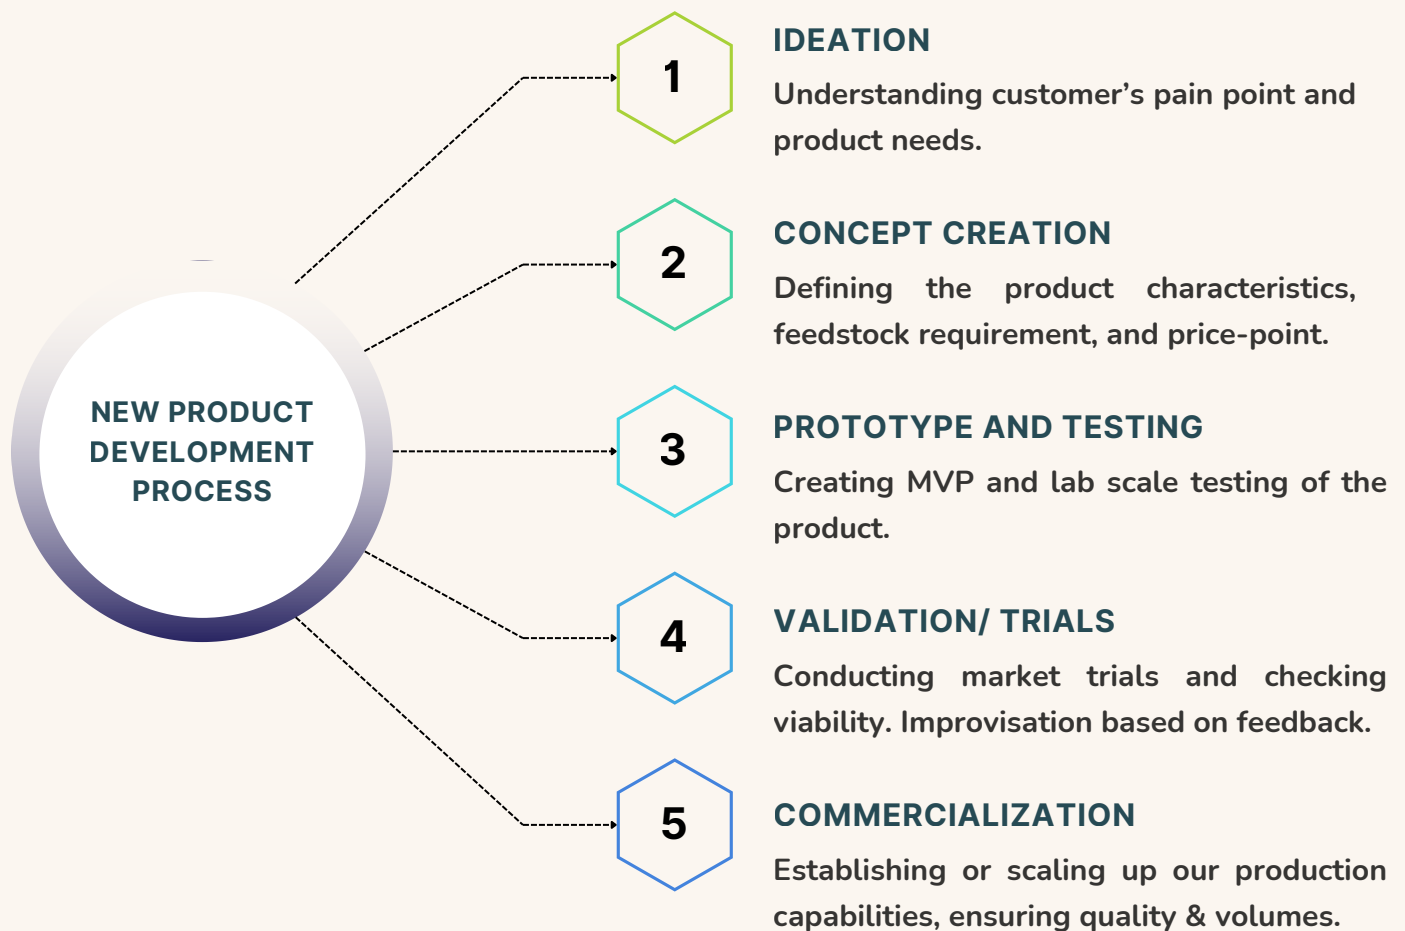 NEW PRODUCT
DEVELOPMENT
PROCESS
1
IDEATION
Understanding customer’s pain point and
product needs.
2
CONCEPT CREATION
Defining the product characteristics,
feedstock requirement, and price-point.
3
PROTOTYPE AND TESTING
Creating MVP and lab scale testing of the
product.
4
VALIDATION/ TRIALS
Conducting market trials and checking
viability. Improvisation based on feedback.
5
COMMERCIALIZATION
Establishing or scaling up our production
capabilities, ensuring quality & volumes.